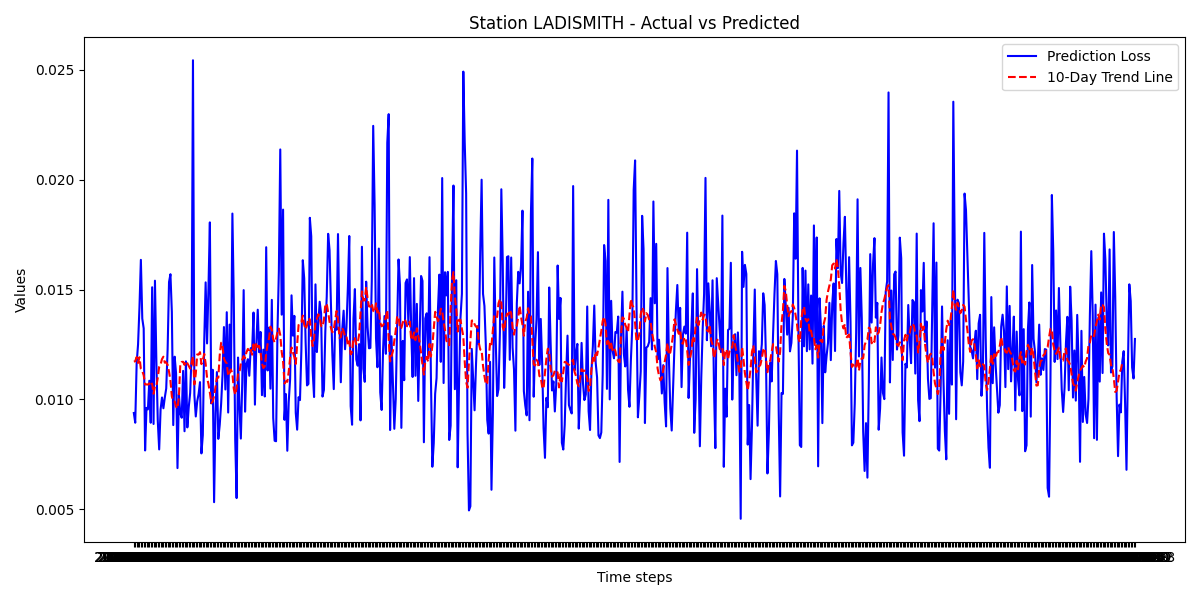 Station LADISMITH - Actual vs Predicted
Prediction Loss
10-Day Trend Line
0.025
0.020
0.015
0.010
0.005
Values
Time steps